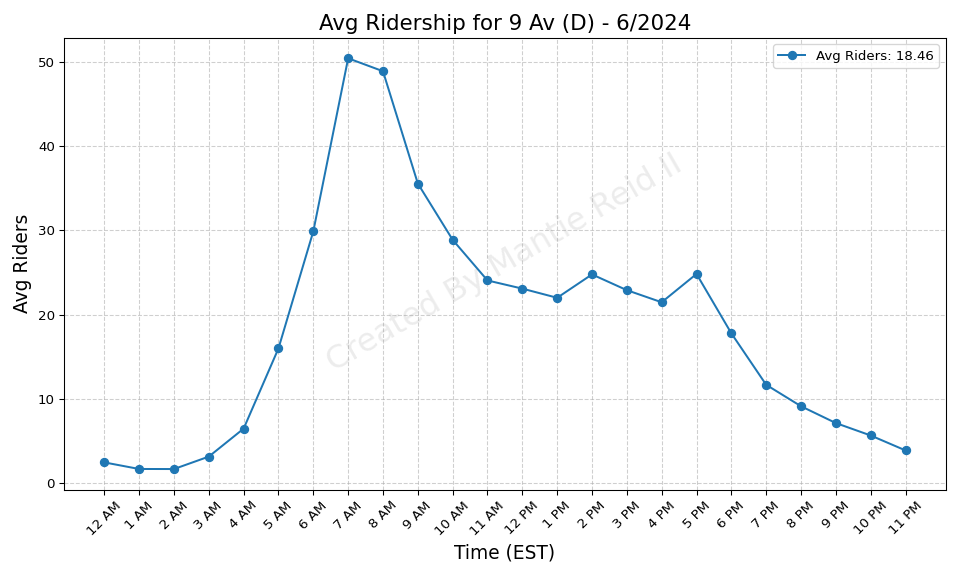 Avg Ridership for 9 Av (D) - 6/2024
Avg Riders: 18.46
Avg Riders
50
40
30
20
10
0
Created By Mantie Reid II
12 AM
1 AM
2 AM
3 AM
4 AM
5 AM
6 AM
7 AM
8 AM
9 AM
10 AM
11 AM
12 PM
1 PM
2 PM
3 PM
4 PM
5 PM
6 PM
7 PM
8 PM
9 PM
10 PM
11 PM
Time (EST)